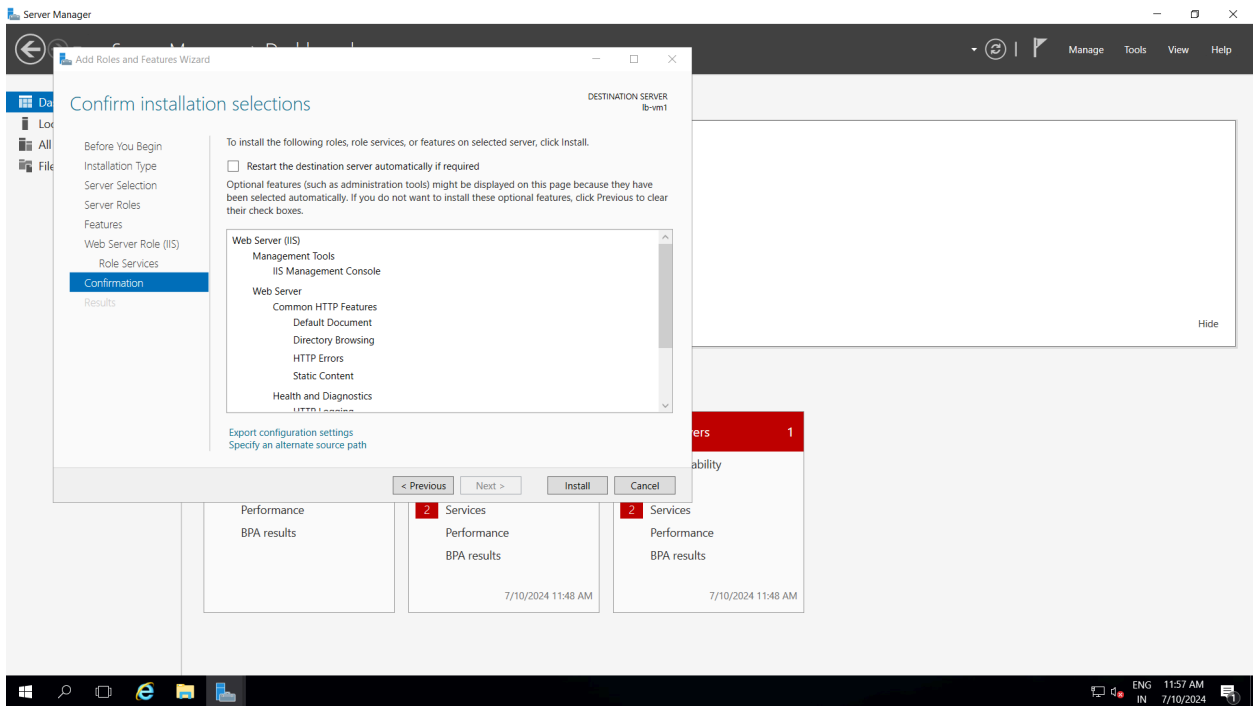 Server Manager
Manage Tools View Help
Add Roles and Features Wizard
Confirm installation selections
DESTINATION SERVER
lb-vm1
Before You Begin
Installation Type
Server Selection
Server Roles
Features
Web Server Role (IIS)
Role Services
Confirmation
Results
To install the following roles, role services, or features on selected server, click Install.
Restart the destination server automatically if required
Optional features (such as administration tools) might be displayed on this page because they have
been selected automatically. If you do not want to install these optional features, click Previous to clear
their check boxes.
Web Server (IIS)
Management Tools
IIS Management Console
Web Server
Common HTTP Features
Default Document
Directory Browsing
HTTP Errors
Static Content
Health and Diagnostics
Export configuration settings
Specify an alternate source path
< Previous Next > Install Cancel
All
Hide
1
Performance
BPA results
2 Services
Performance
BPA results
7/10/2024 11:48 AM
2 Services
Performance
BPA results
7/10/2024 11:48 AM
ENG
IN
11:57 AM
7/10/2024
1